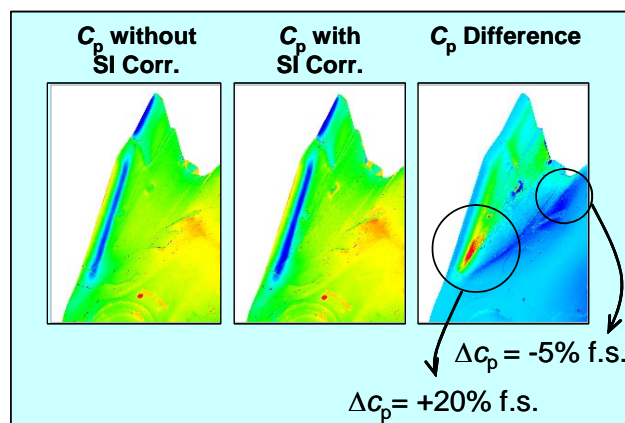 Cp without
SI Corr.
Cp with
SI Corr.
Cp Difference
Δcp = -5% f.s.
Δcp= +20% f.s.